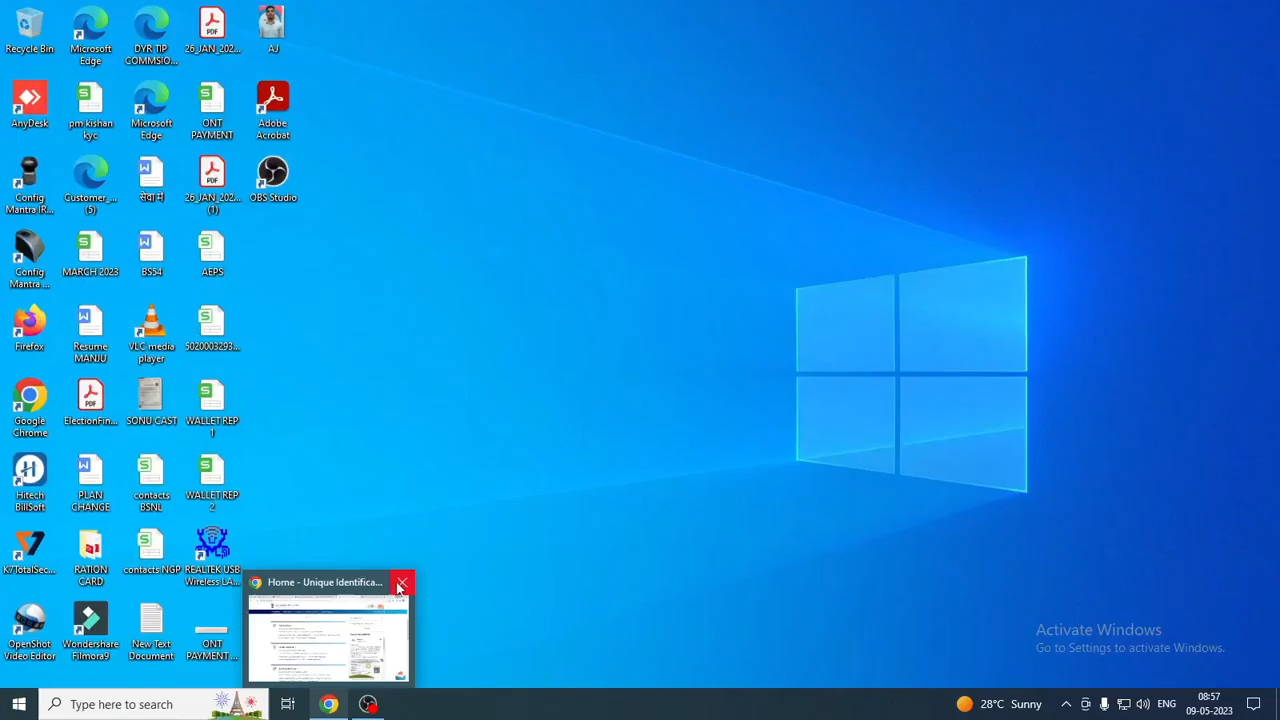 Recycle Bin
Microsoft
Edge
DYR TIP
COMMSIO...
26_JAN_202...
AJ
AnyDesk
pm kishan
kyc
Microsoft
Edge
ONT
PAYMENT
Adobe
Acrobat
Config
Mantra IR...
Customer_...
(5)
सेवा में
26_JAN_202...
(1)
OBS Studio
Config
Mantra ...
MARCH 2023
BS54
AEPS
Firefox
Resume
MANJU
VLC media
player
5020003293...
Google
Chrome
ElectionFin...
SONU CAST
WALLET REP
1
Hitech
BillSoft
PLAN
CHANGE
contacts
BSNL
WALLET REP
2
K7TotalSec...
RATION
CARD
contacts NGP
REALTEK USB
Wireless LA...
Home - Unique Identifica...
OpenShot
Video Editor
Wondershare
Filmora
New Text
Document
ONT
PAYMENT...
Activate Windows
Go to Settings to activate Windows.
Type here to search
28°C Sunny
ENG
08:57
09-05-2023